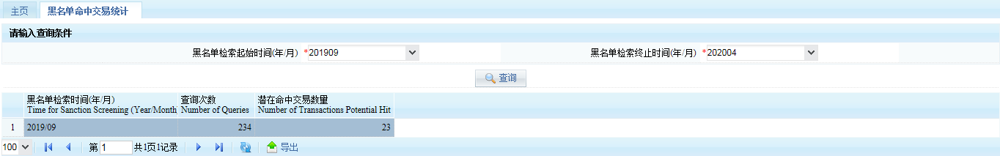 主页 黑名单命中交易统计
请输入查询条件
黑名单检索起始时间(年/月) *201909 黑名单检索终止时间(年/月) *202004
查询
黑名单检索时间(年/月) 查询次数 潜在命中交易数量
Time for Sanction Screening (Year/Month) Number of Queries Number of Transactions Potential Hit
1 2019/09 234 23
100 第 1 共1页1记录 导出